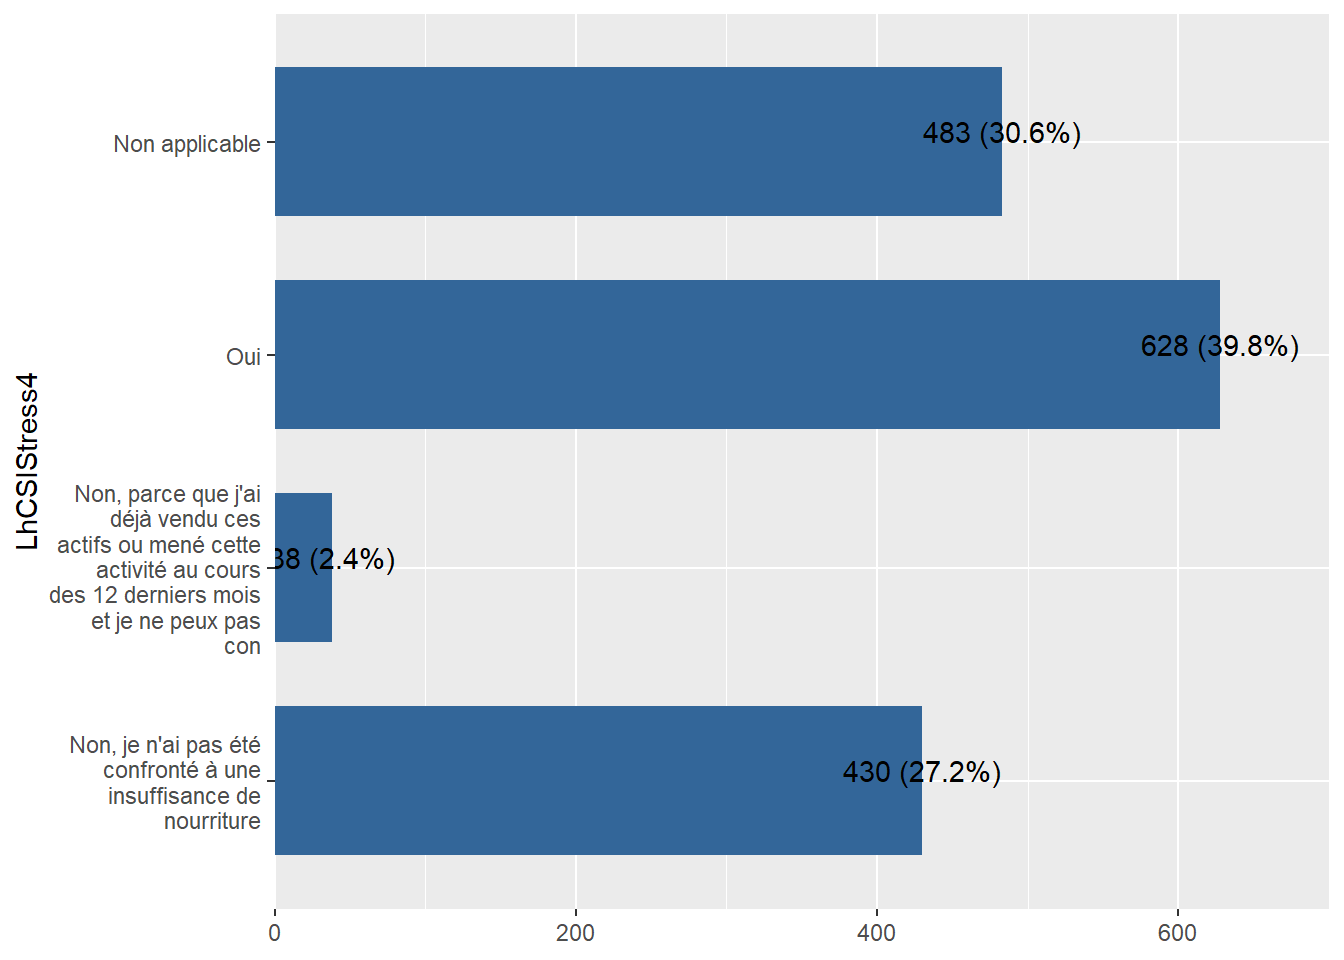 LhCSIStress4
Non applicable
483 (30.6%)
Oui
628 (39.8%)
Non, parce que j'ai
déjà vendu ces
actifs ou mené cette
activité au cours
des 12 derniers mois
et je ne peux pas
con
38 (2.4%)
Non, je n'ai pas été
confronté à une
insuffisance de
nourriture
430 (27.2%)
0 200 400 600